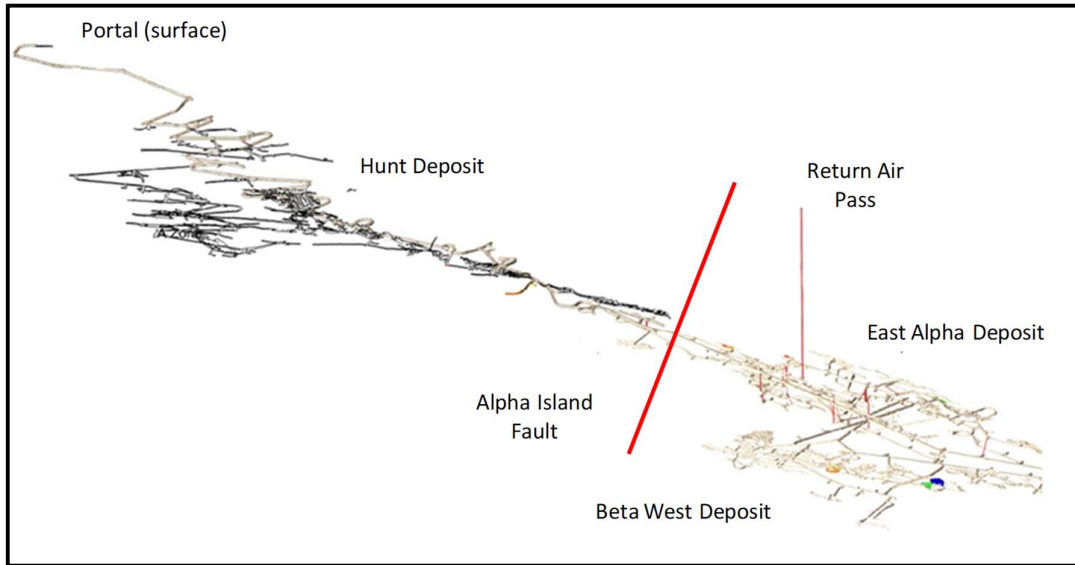 Portal (surface)
Hunt Deposit
Return Air
Pass
A Zone
East Alpha Deposit
Alpha Island
Fault
Beta West Deposit